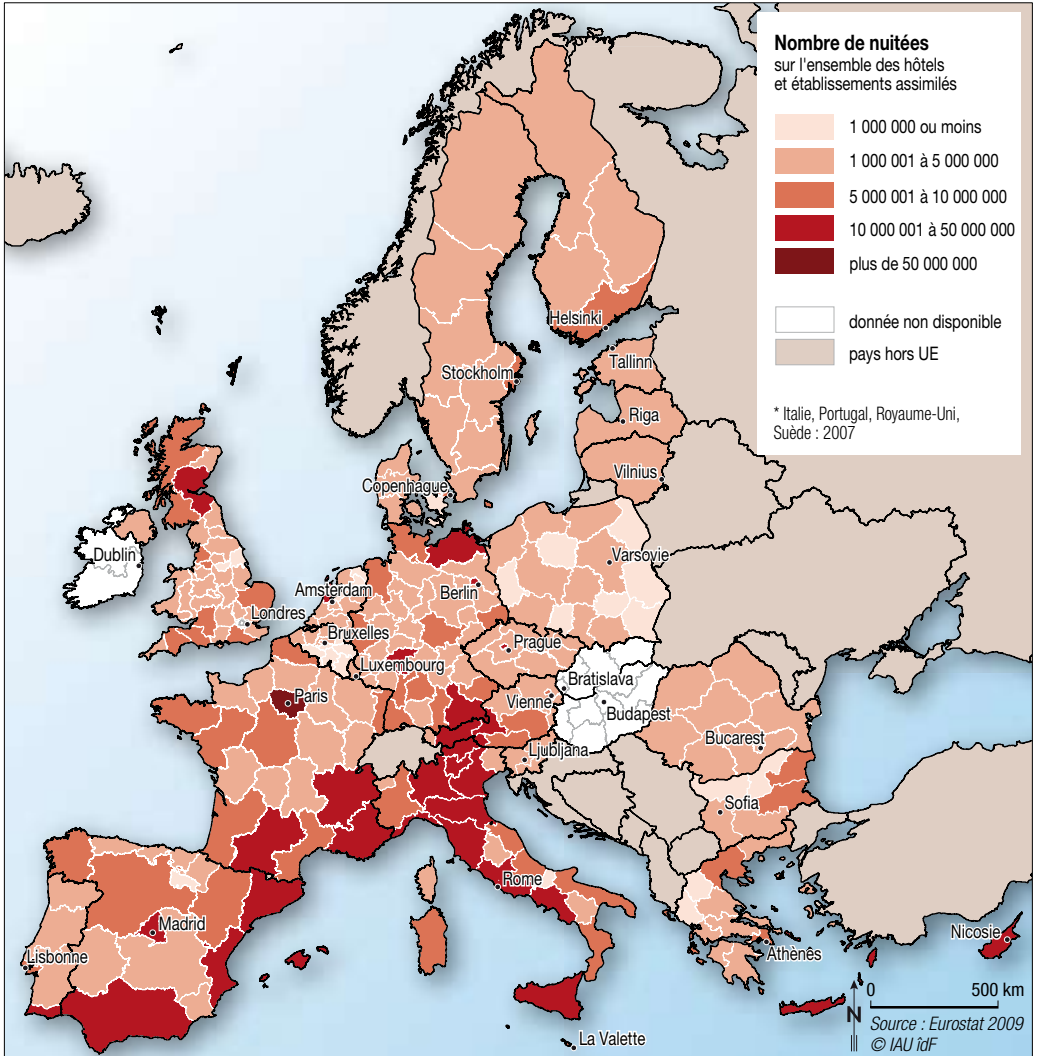 Nombre de nuitées
sur l'ensemble des hôtels
et établissements assimilés
1 000 000 ou moins
1 000 001 à 5 000 000
5 000 001 à 10 000 000
10 000 001 à 50 000 000
plus de 50 000 000
donnée non disponible
pays hors UE
* Italie, Portugal, Royaume-Uni,
Suède : 2007
Helsinki
Tallinn
Stockholm
Riga
Vilnius
Copenhague
Dublin
Varsovie
Amsterdam
Berlin
Londres
Bruxelles
Prague
Luxembourg
Bratislava
Paris
Vienne
Budapest
Ljubljana
Bucarest
Sofia
Rome
Madrid
Nicosie
Athènês
Lisbonne
0 500 km
N
Source : Eurostat 2009
© IAU îdF
La Valette